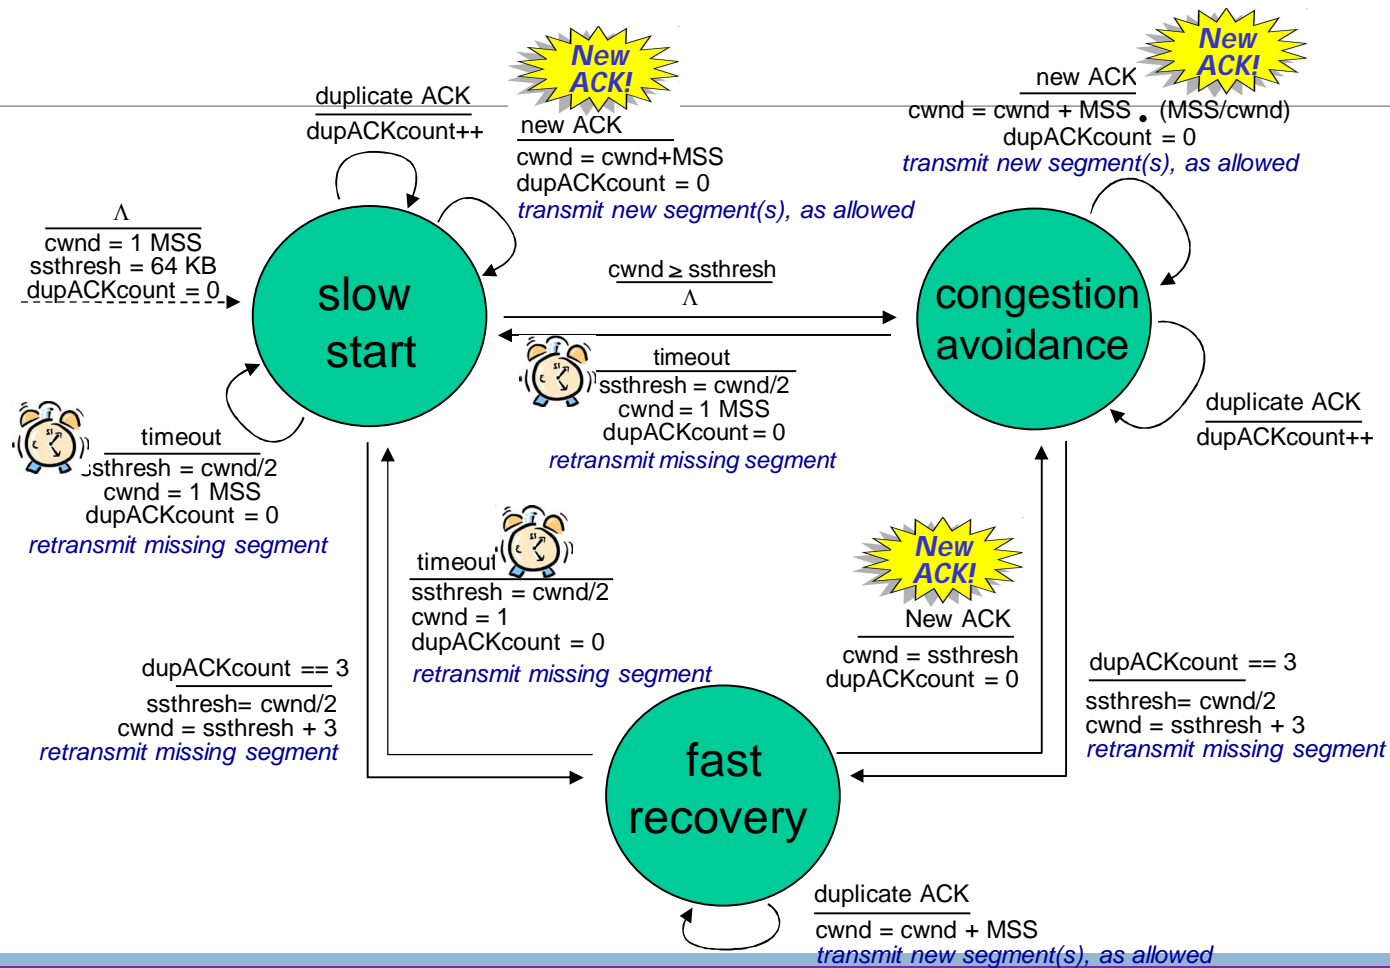 New
ACK!
duplicate ACK
dupACKcount++
new ACK
cwnd = cwnd+MSS
dupACKcount = 0
transmit new segment(s), as allowed
New
ACK!
new ACK
cwnd = cwnd + MSS • (MSS/cwnd)
dupACKcount = 0
transmit new segment(s), as allowed
Λ
cwnd = 1 MSS
ssthresh = 64 KB
dupACKcount = 0
slow
start
cwnd ≥ ssthresh
Λ
congestion
avoidance
timeout
ssthresh = cwnd/2
cwnd = 1 MSS
dupACKcount = 0
retransmit missing segment
duplicate ACK
dupACKcount++
timeout
ssthresh = cwnd/2
cwnd = 1 MSS
dupACKcount = 0
retransmit missing segment
timeout
ssthresh = cwnd/2
cwnd = 1
dupACKcount = 0
retransmit missing segment
New
ACK!
New ACK
cwnd = ssthresh
dupACKcount = 0
dupACKcount == 3
ssthresh= cwnd/2
cwnd = ssthresh + 3
retransmit missing segment
dupACKcount == 3
ssthresh= cwnd/2
cwnd = ssthresh + 3
retransmit missing segment
fast
recovery
duplicate ACK
cwnd = cwnd + MSS
transmit new segment(s), as allowed